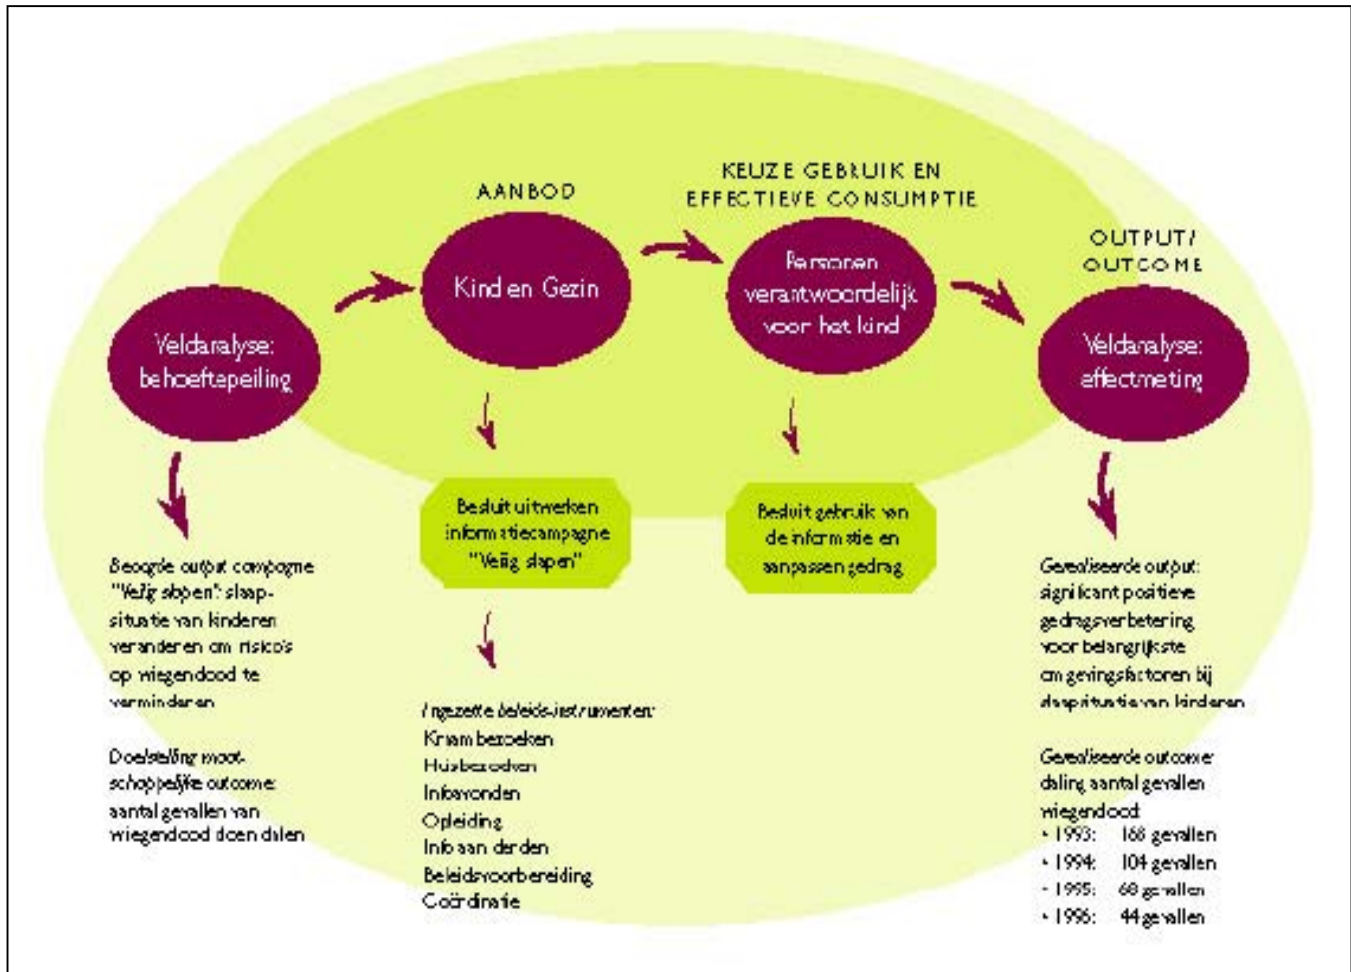 AANBOD
KEUZE GEBRUIK EN
EFFECTIEVE CONSUMPTIE
OUTPUT/
OUTCOME
Veldanalyse:
behoeftepeiling
Kind en Gezin
Personen
verantwoordelijk
voor het kind
Veldanalyse:
effectmeting
Besluit uitwerken
informatiecampagne
"Veilig slapen"
Besluit gebruik van
de informatie en
aanpassen gedrag
Beoogde output campagne
"Veilig slapen": slaap-
situatie van kinderen
veranderen om risico's
op wiegendood te
verminderen
Doelstelling maat-
schappelijke outcome:
aantal gevallen van
wiegendood doen dalen
Ingezette beleids-instrumenten:
Kraambezoeken
Huisbezoeken
Infoavonden
Opleiding
Info aan derden
Beleidsvoorbereiding
Coördinatie
Gerealiseerde output:
significant positieve
gedragsverbetering
voor belangrijkste
omgevingsfactoren bij
slaapsituatie van kinderen
Gerealiseerde outcome:
daling aantal gevallen
wiegendood:
• 1993: 168 gevallen
• 1994: 104 gevallen
• 1995: 68 gevallen
• 1996: 44 gevallen